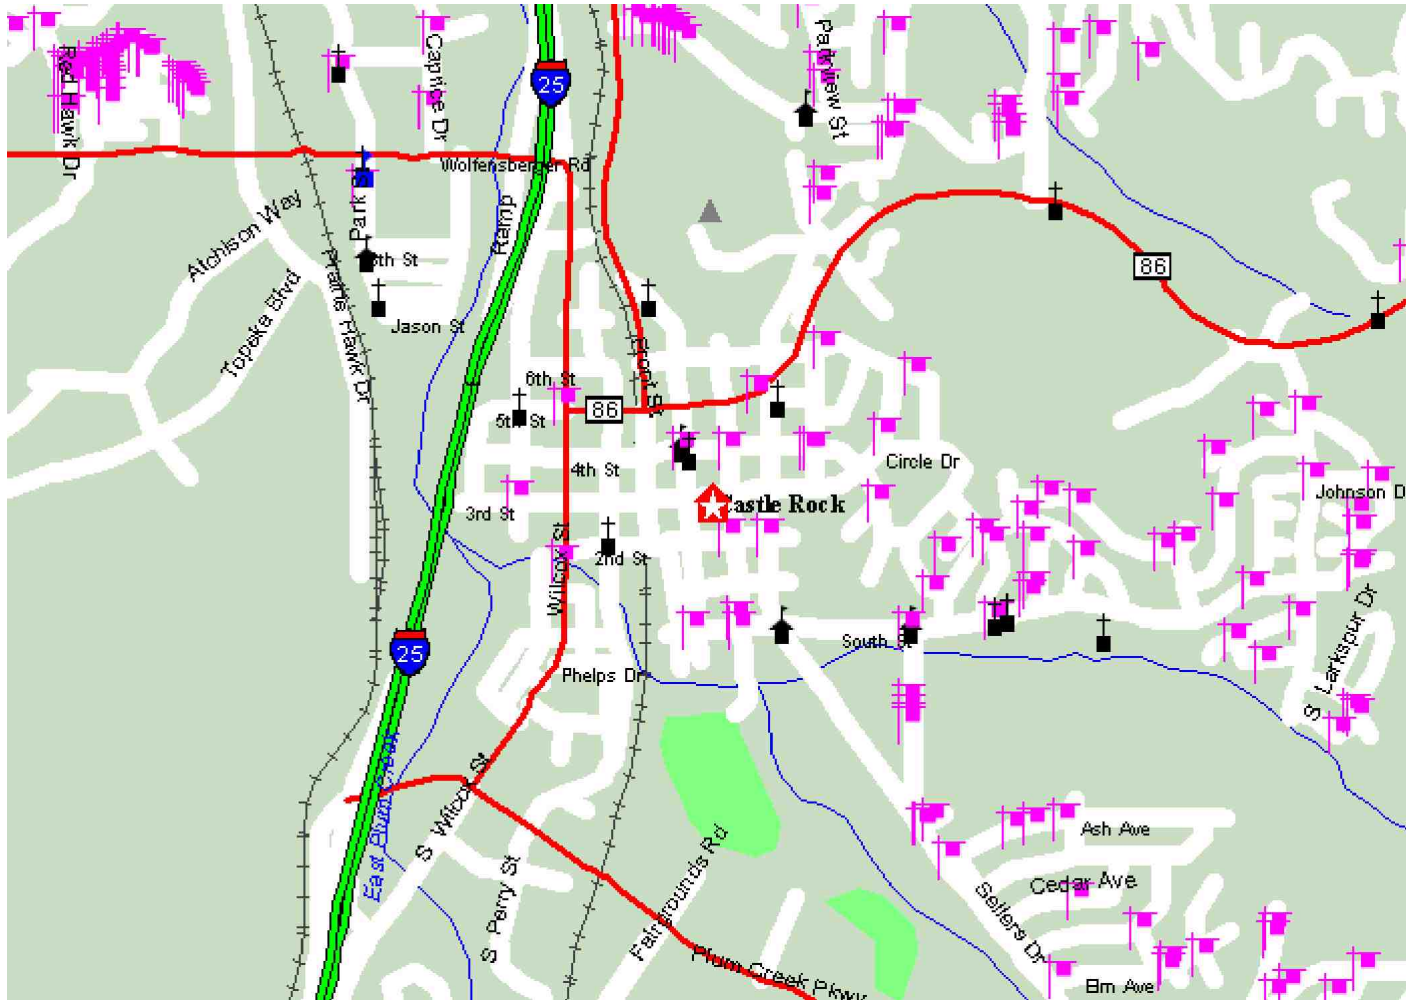 Red Hawk Dr
Caprice Dr
25
Parkview St
Wolfensberger Rd
Park St
Ramp
Atchison Way
Topeka Blvd
Prairie Hawk Dr
Jason St
86
Front St
6th St
86
5th St
4th St
Circle Dr
3rd St
Castle Rock
Johnson D
Wilcox St
2nd St
25
South St
Phelps Dr
S Larkspur Dr
East Plum Creek
S Wilcox St
S Perry St
Fairgrounds Rd
Plum Creek Pkwy
Ash Ave
Cedar Ave
Sellers Dr
Elm Ave